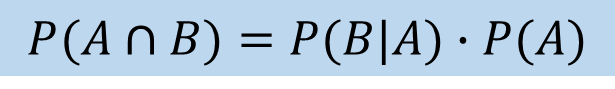 P(A ∩ B) = P(B|A) · P(A)